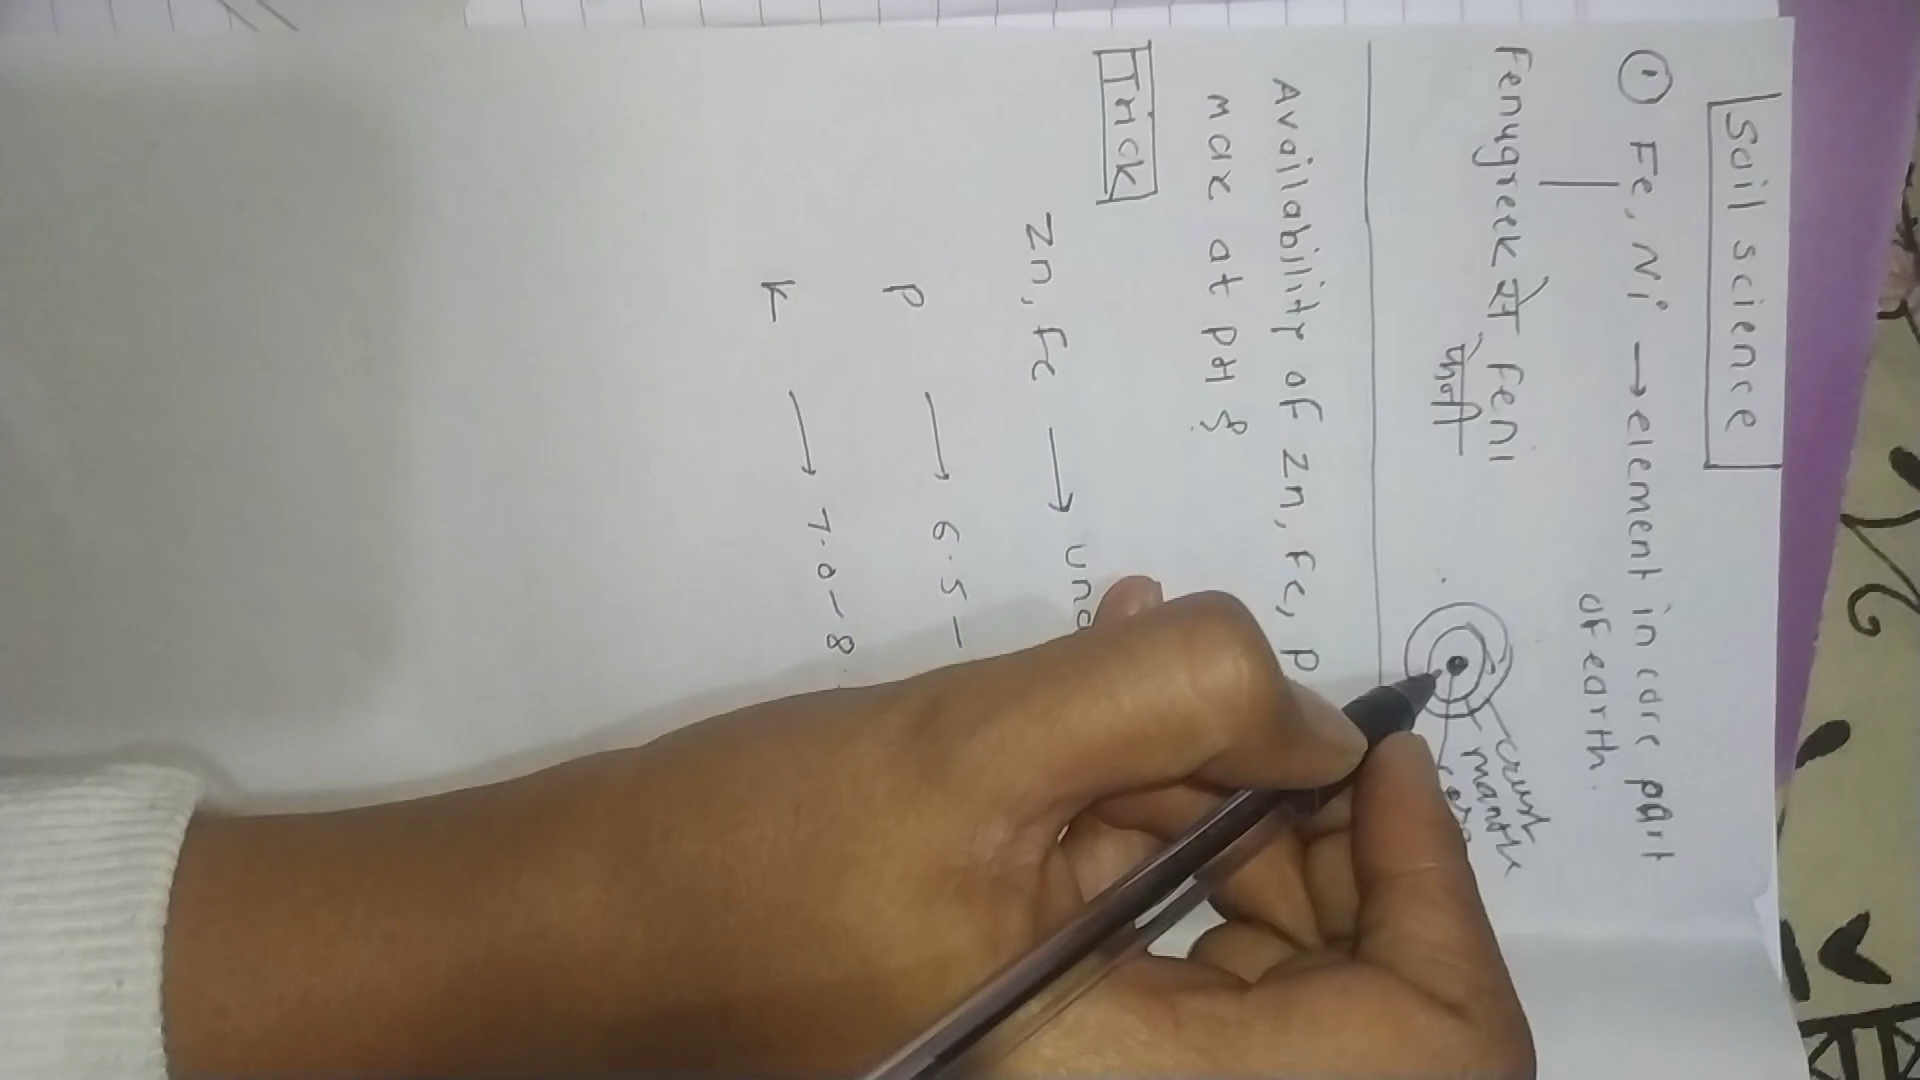 Soil science
① Fe, Ni → element in core part
of earth.
Fenugreek से Feni
crust
mantle
core
Availability of Zn, Fe, P
max at pH
Trick
Zn, Fe →
P → 6.5 –
K → 7.0 – 8.